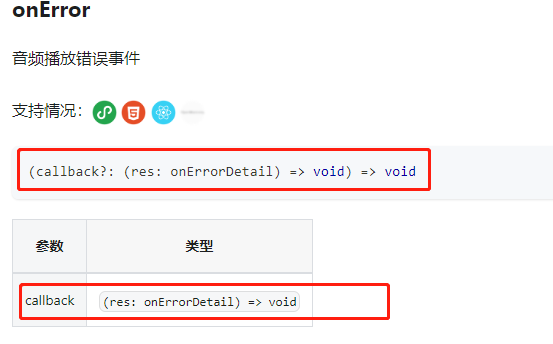 onError
音频播放错误事件
支持情况：
(callback?: (res: onErrorDetail) => void) => void
参数 类型
callback (res: onErrorDetail) => void